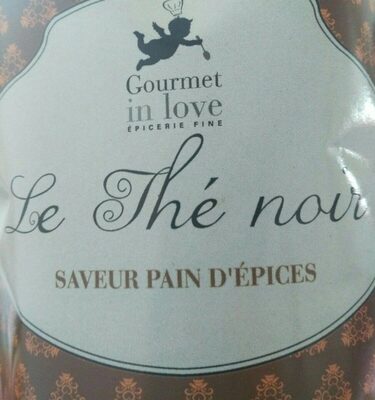 Gourmet
in love
ÉPICERIE FINE
Le Thé noir
SAVEUR PAIN D'ÉPICES